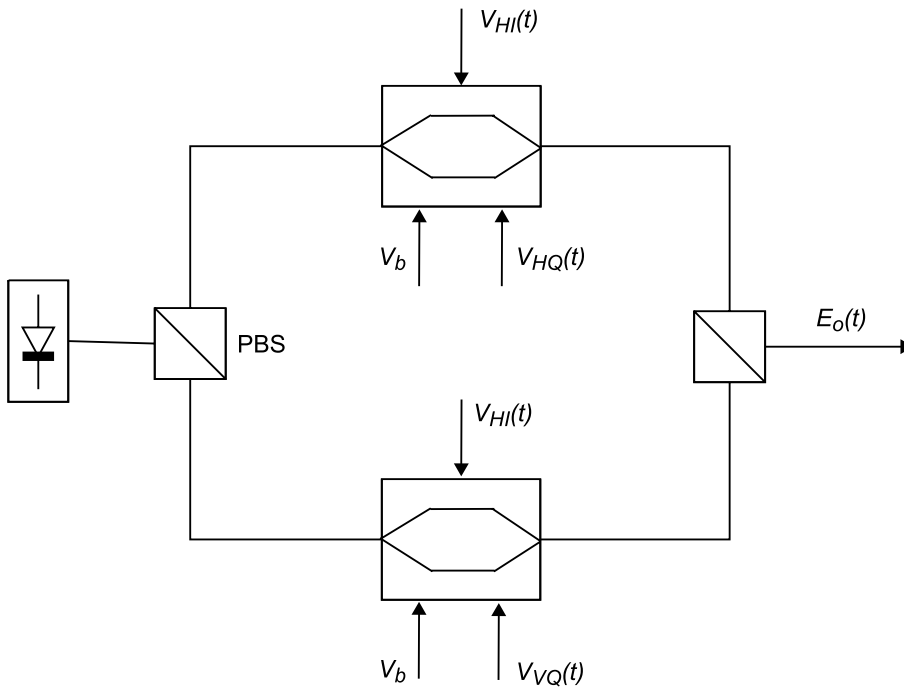 V_HI(t)
V_b
V_HQ(t)
PBS
E_o(t)
V_HI(t)
V_b
V_VQ(t)